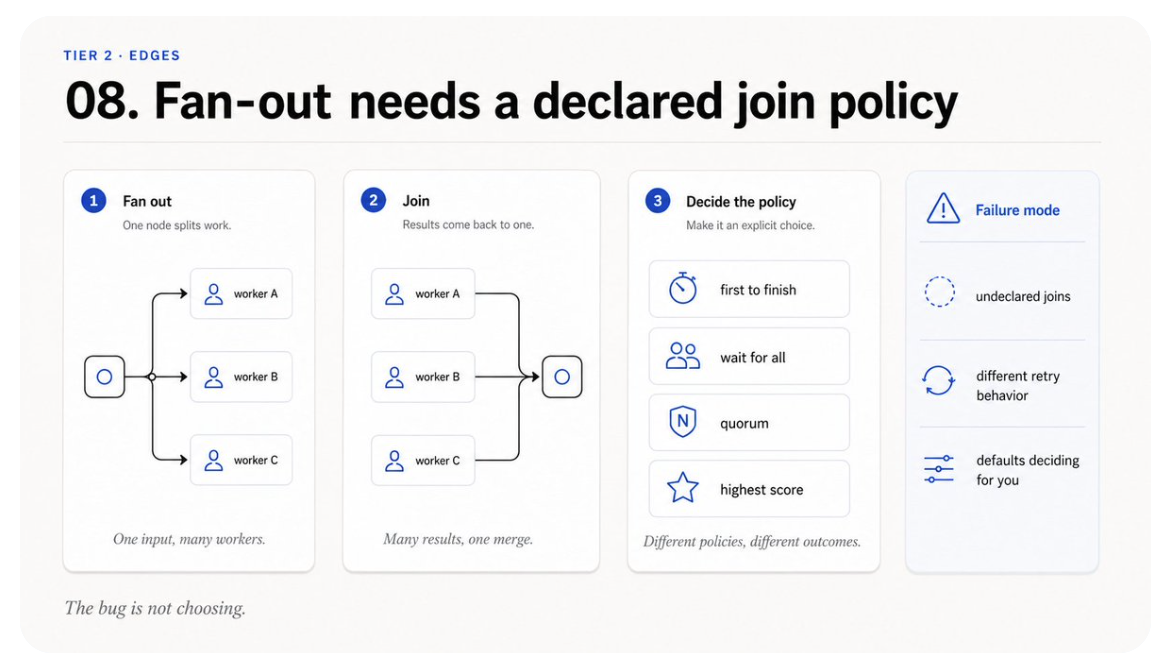 TIER 2 · EDGES
08. Fan-out needs a declared join policy
1
Fan out
One node splits work.
worker A
worker B
worker C
One input, many workers.
2
Join
Results come back to one.
worker A
worker B
worker C
Many results, one merge.
3
Decide the policy
Make it an explicit choice.
first to finish
wait for all
N
quorum
highest score
Different policies, different outcomes.
Failure mode
undeclared joins
different retry
behavior
defaults deciding
for you
The bug is not choosing.